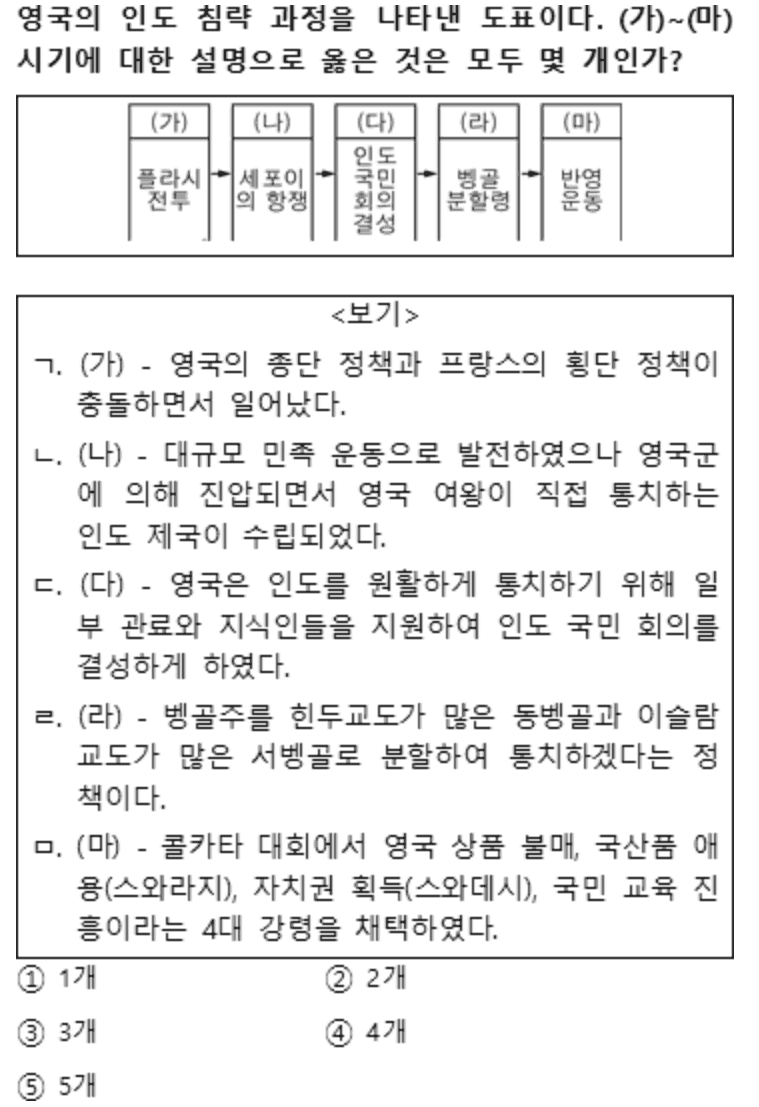 영국의 인도 침략 과정을 나타낸 도표이다. (가)~(마)
시기에 대한 설명으로 옳은 것은 모두 몇 개인가?
(가) (나) (다) (라) (마)
플라시 전투 → 세포이의 항쟁 → 인도 국민 회의 결성 → 벵골 분할령 → 반영 운동
<보기>
ㄱ. (가) - 영국의 종단 정책과 프랑스의 횡단 정책이
충돌하면서 일어났다.
ㄴ. (나) - 대규모 민족 운동으로 발전하였으나 영국군
에 의해 진압되면서 영국 여왕이 직접 통치하는
인도 제국이 수립되었다.
ㄷ. (다) - 영국은 인도를 원활하게 통치하기 위해 일
부 관료와 지식인들을 지원하여 인도 국민 회의를
결성하게 하였다.
ㄹ. (라) - 벵골주를 힌두교도가 많은 동벵골과 이슬람
교도가 많은 서벵골로 분할하여 통치하겠다는 정
책이다.
ㅁ. (마) - 콜카타 대회에서 영국 상품 불매, 국산품 애
용(스와라지), 자치권 획득(스와데시), 국민 교육 진
흥이라는 4대 강령을 채택하였다.
① 1개 ② 2개
③ 3개 ④ 4개
⑤ 5개